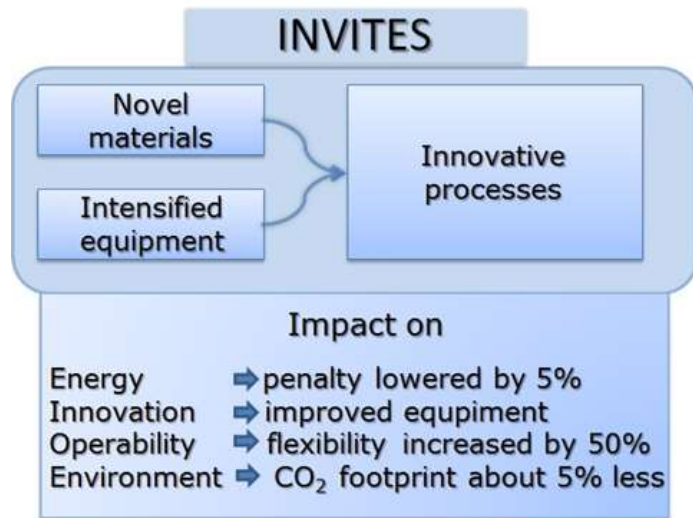 INVITES
Novel
materials
Intensified
equipment
Innovative
processes
Impact on
Energy penalty lowered by 5%
Innovation improved equpiment
Operability flexibility increased by 50%
Environment CO₂ footprint about 5% less